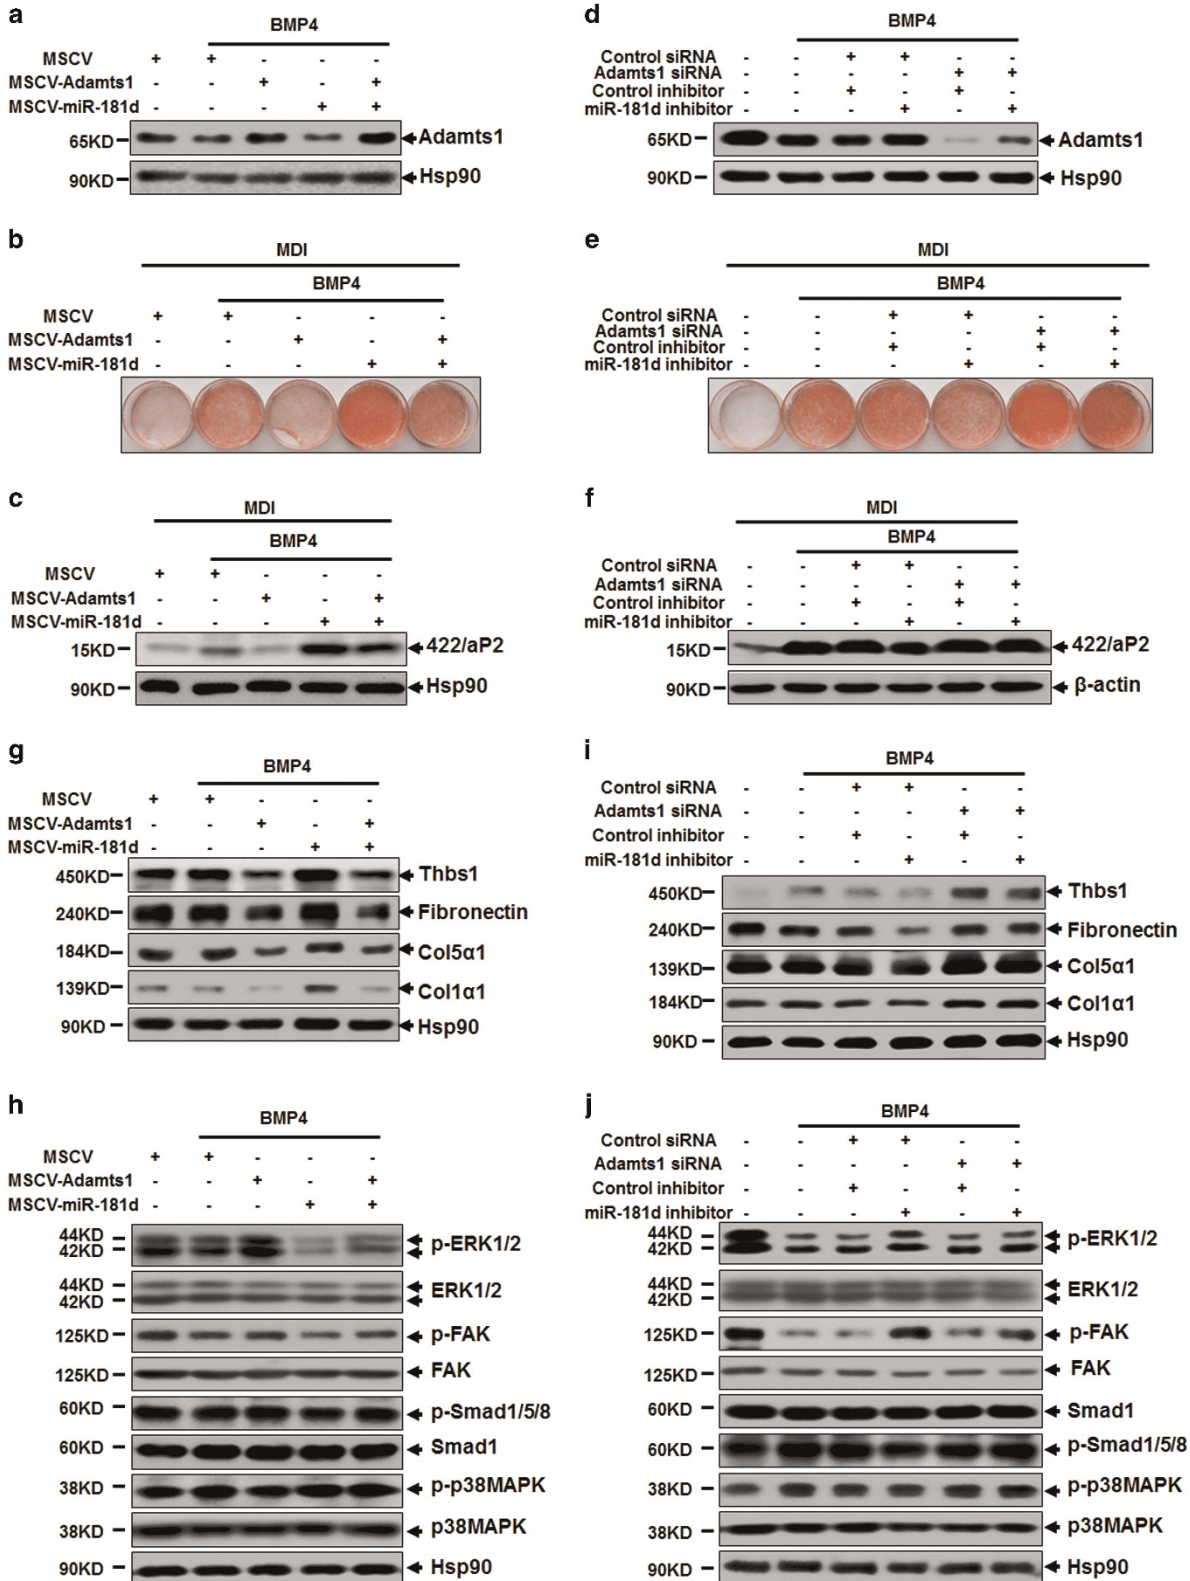 a
BMP4
MSCV + + - - -
MSCV-Adamts1 - - + - +
MSCV-miR-181d - - - + +
65KD Adamts1
90KD Hsp90
b
MDI
BMP4
MSCV + + - - -
MSCV-Adamts1 - - + - +
MSCV-miR-181d - - - + +
c
MDI
BMP4
MSCV + + - - -
MSCV-Adamts1 - - + - +
MSCV-miR-181d - - - + +
15KD 422/aP2
90KD Hsp90
d
BMP4
Control siRNA - - + + - -
Adamts1 siRNA - - - - + +
Control inhibitor - - + - + -
miR-181d inhibitor - - - + - +
65KD Adamts1
90KD Hsp90
e
MDI
BMP4
Control siRNA - - + + - -
Adamts1 siRNA - - - - + +
Control inhibitor - - + - + -
miR-181d inhibitor - - - + - +
f
MDI
BMP4
Control siRNA - - + + - -
Adamts1 siRNA - - - - + +
Control inhibitor - - + - + -
miR-181d inhibitor - - - + - +
15KD 422/aP2
90KD β-actin
g
BMP4
MSCV + + - - -
MSCV-Adamts1 - - + - +
MSCV-miR-181d - - - + +
450KD Thbs1
240KD Fibronectin
184KD Col5α1
139KD Col1α1
90KD Hsp90
i
BMP4
Control siRNA - - + + - -
Adamts1 siRNA - - - - + +
Control inhibitor - - + - + -
miR-181d inhibitor - - - + - +
450KD Thbs1
240KD Fibronectin
139KD Col5α1
184KD Col1α1
90KD Hsp90
h
BMP4
MSCV + + - - -
MSCV-Adamts1 - - + - +
MSCV-miR-181d - - - + +
44KD
42KD p-ERK1/2
44KD
42KD ERK1/2
125KD p-FAK
125KD FAK
60KD p-Smad1/5/8
60KD Smad1
38KD p-p38MAPK
38KD p38MAPK
90KD Hsp90
j
BMP4
Control siRNA - - + + - -
Adamts1 siRNA - - - - + +
Control inhibitor - - + - + -
miR-181d inhibitor - - - + - +
44KD
42KD p-ERK1/2
44KD
42KD ERK1/2
125KD p-FAK
125KD FAK
60KD Smad1
60KD p-Smad1/5/8
38KD p-p38MAPK
38KD p38MAPK
90KD Hsp90